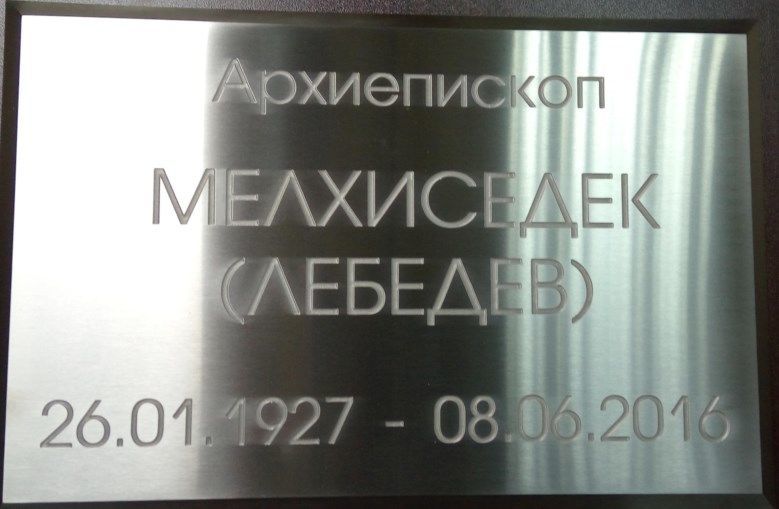 Архиепископ
МЕЛХИСЕДЕК
(ЛЕБЕДЕВ)
26.01.1927 - 08.06.2016